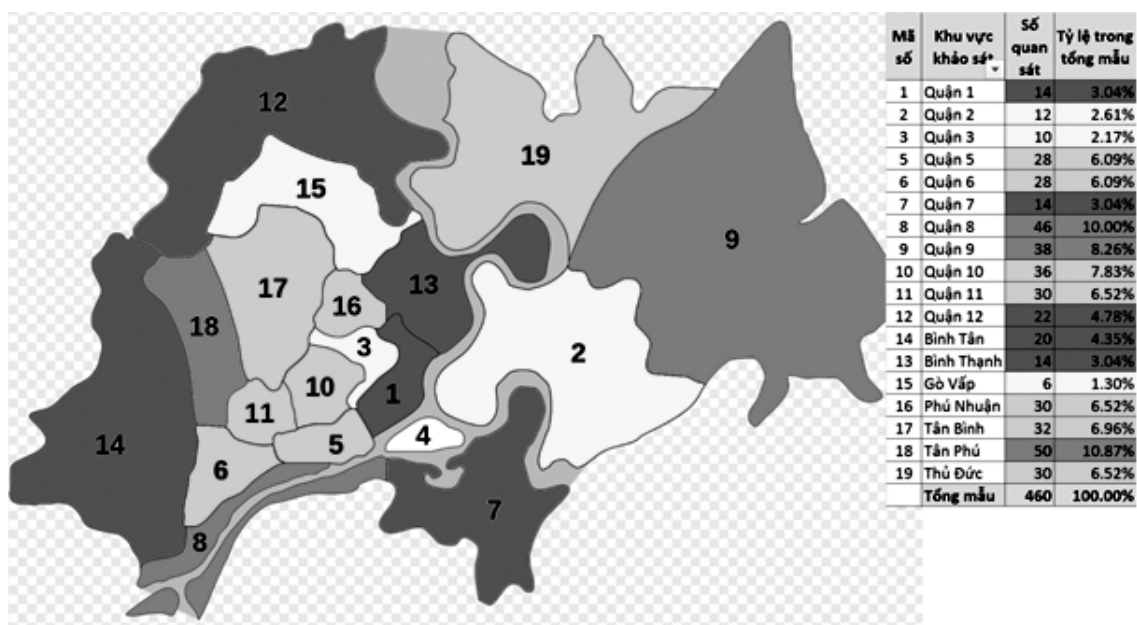 12
19
15
9
17
13
16
18
3
2
10
1
11
4
5
14
6
7
8
Mã số Khu vực khảo sát Số quan sát Tỷ lệ trong tổng mẫu
1 Quận 1 14 3.04%
2 Quận 2 12 2.61%
3 Quận 3 10 2.17%
5 Quận 5 28 6.09%
6 Quận 6 28 6.09%
7 Quận 7 14 3.04%
8 Quận 8 46 10.00%
9 Quận 9 38 8.26%
10 Quận 10 36 7.83%
11 Quận 11 30 6.52%
12 Quận 12 22 4.78%
14 Bình Tân 20 4.35%
13 Bình Thạnh 14 3.04%
15 Gò Vấp 6 1.30%
16 Phú Nhuận 30 6.52%
17 Tân Bình 32 6.96%
18 Tân Phú 50 10.87%
19 Thủ Đức 30 6.52%
Tổng mẫu 460 100.00%